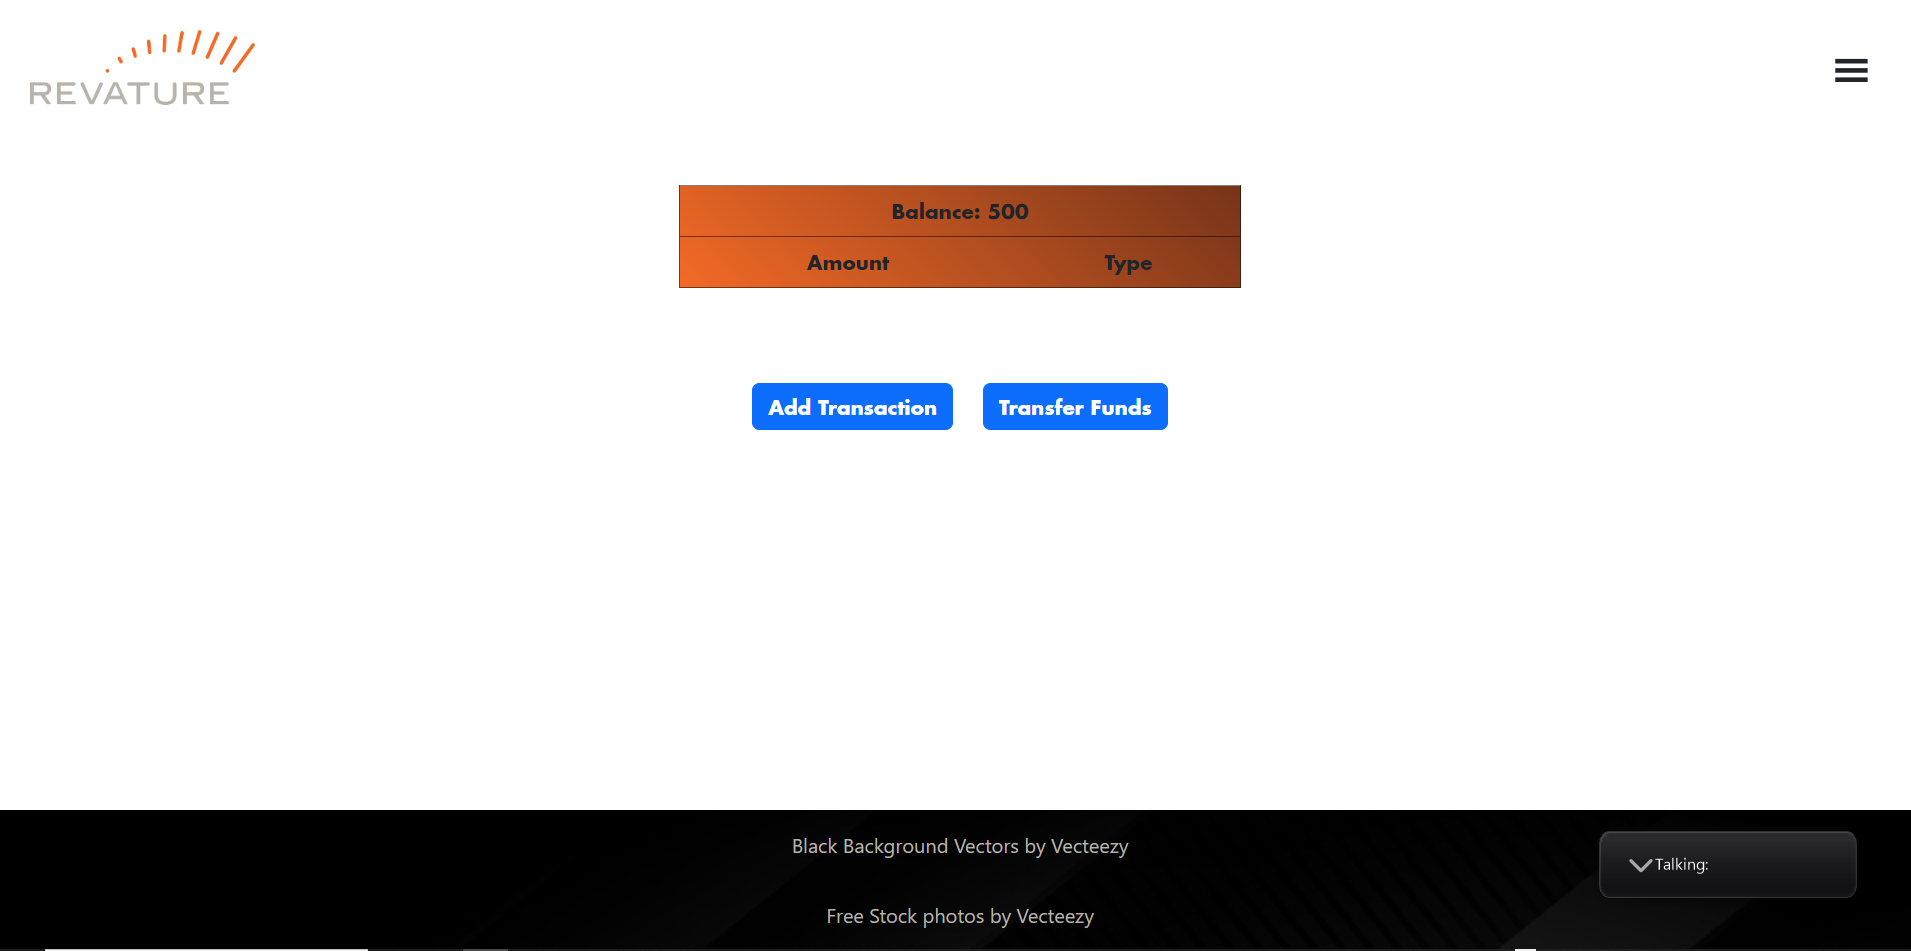 REVATURE
Balance: 500
Amount Type
Add Transaction Transfer Funds
Black Background Vectors by Vecteezy
Talking:
Free Stock photos by Vecteezy